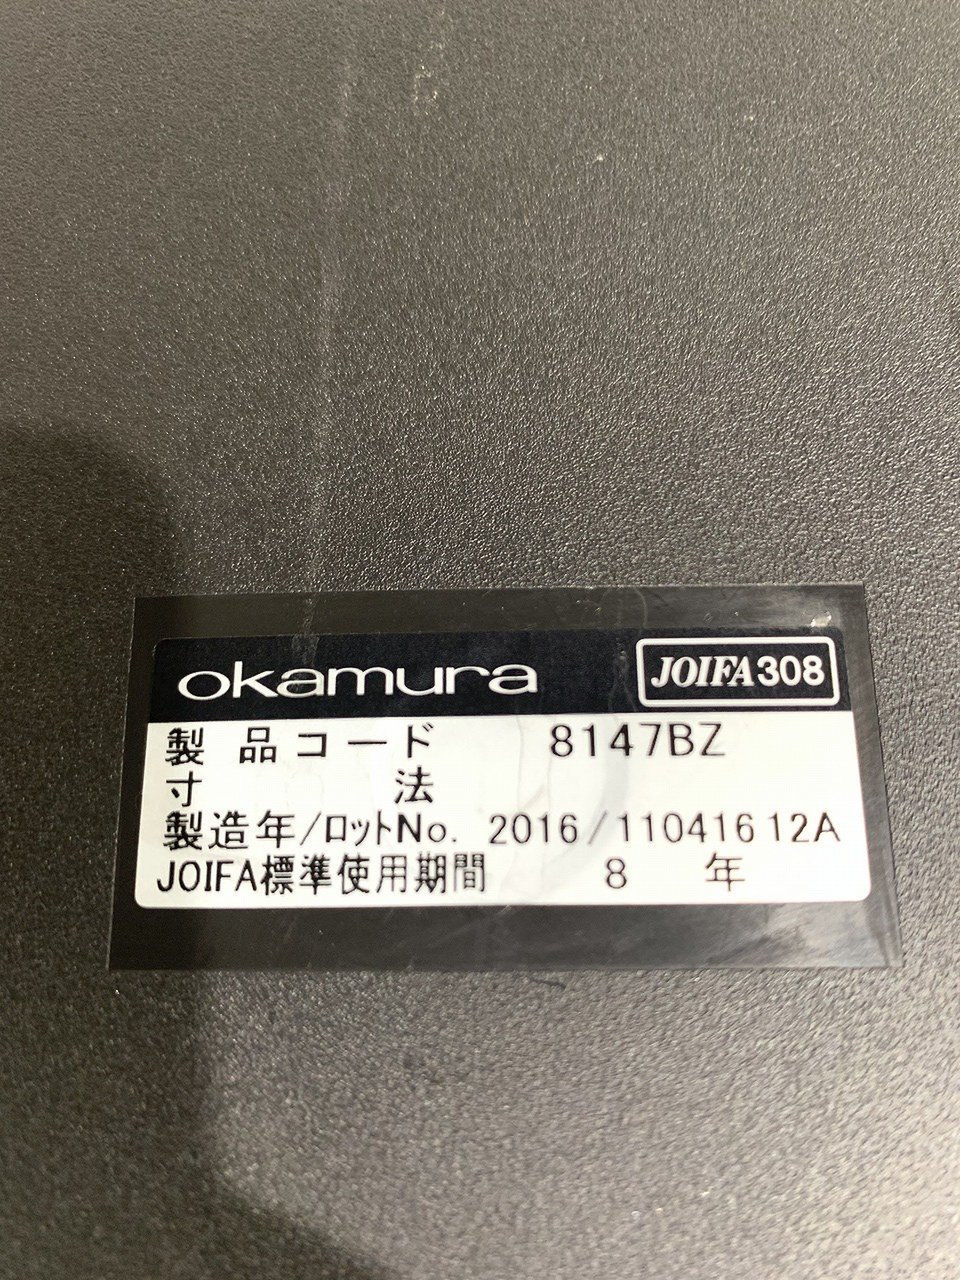 okamura JOIFA308
製品コード 8147BZ
寸法
製造年/ロットNo. 2016/11041612A
JOIFA標準使用期間 8年